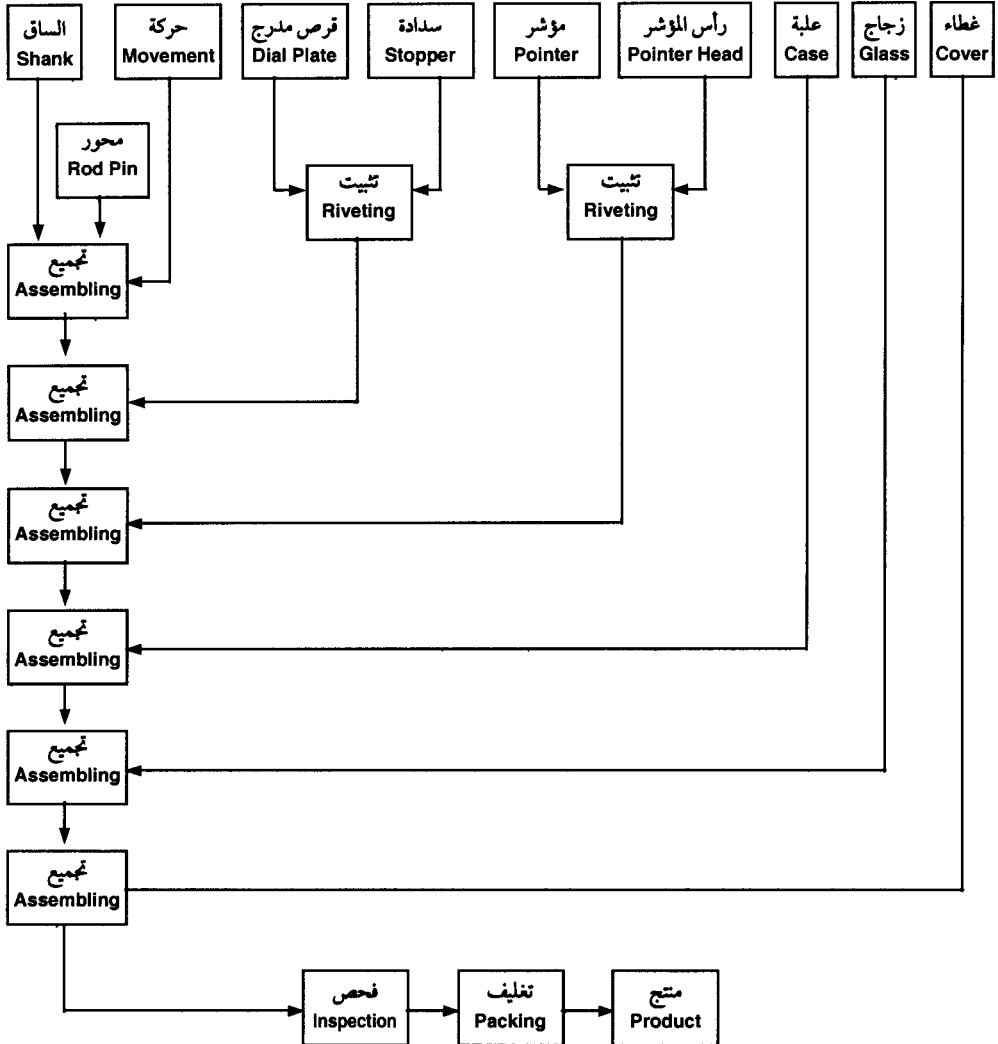 الساق
Shank
حركة
Movement
قرص مدرج
Dial Plate
سدادة
Stopper
مؤشر
Pointer
رأس المؤشر
Pointer Head
علبة
Case
زجاج
Glass
غطاء
Cover
محور
Rod Pin
تثبيت
Riveting
تثبيت
Riveting
تجميع
Assembling
تجميع
Assembling
تجميع
Assembling
تجميع
Assembling
تجميع
Assembling
تجميع
Assembling
فحص
Inspection
تغليف
Packing
منتج
Product